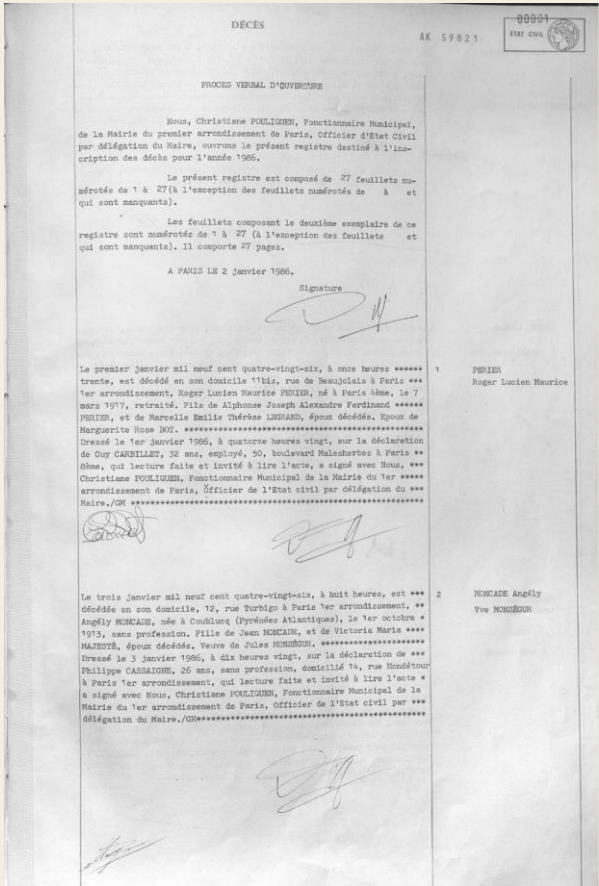 DÉCÈS
00001
AK 59821
ETAT CIVIL
PROCES VERBAL D'OUVERTURE
Nous, Christiane POULIQUEN, Fonctionnaire Municipal,
de la Mairie du premier arrondissement de Paris, Officier d'Etat Civil
par délégation du Maire, ouvrons le présent registre destiné à l'ins-
cription des décès pour l'année 1986.
Le présent registre est composé de 27 feuillets nu-
mérotés de 1 à 27(à l'exception des feuillets numérotés de à et
qui sont manquants).
Les feuillets composant le deuxième exemplaire de ce
registre sont numérotés de 1 à 27 (à l'exception des feuillets et
qui sont manquants). Il comporte 27 pages.
A PARIS LE 2 janvier 1986.
Signature
Le premier janvier mil neuf cent quatre-vingt-six, à onze heures ******
trente, est décédé en son domicile 11bis, rue de Beaujolais à Paris ***
1er arrondissement, Roger Lucien Maurice PERIER, né à Paris 4ème, le 7
mars 1917, retraité. Fils de Alphonse Joseph Alexandre Ferdinand ******
PERIER, et de Marcelle Emilie Thérèse LEGRAND, époux décédés. Epoux de
Marguerite Rose BOT. **************************************************
Dressé le 1er janvier 1986, à quatorze heures vingt, sur la déclaration
de Guy CARBILLET, 32 ans, employé, 50, boulevard Malesherbes à Paris **
8ème, qui lecture faite et invité à lire l'acte, a signé avec Nous, ***
Christiane POULIQUEN, Fonctionnaire Municipal de la Mairie du 1er *****
arrondissement de Paris, Officier de l'Etat civil par délégation du ***
Maire./GM *************************************************************
1 PERIER
Roger Lucien Maurice
Le trois janvier mil neuf cent quatre-vingt-six, à huit heures, est ***
décédée en son domicile, 12, rue Turbigo à Paris 1er arrondissement, **
Angély MONCADE, née à Coublucq (Pyrénées Atlantiques), le 1er octobre *
1913, sans profession. Fille de Jean MONCADE, et de Victoria Maria ****
MAJESTÉ, époux décédés. Veuve de Jules MONSÉGUR. **********************
Dressé le 3 janvier 1986, à dix heures vingt, sur la déclaration de ***
Philippe CASSAIGNE, 26 ans, sans profession, domicilié 14, rue Mondétour
à Paris 1er arrondissement, qui lecture faite et invité à lire l'acte *
a signé avec Nous, Christiane POULIQUEN, Fonctionnaire Municipal de la
Mairie du 1er arrondissement de Paris, Officier de l'Etat civil par ***
délégation du Maire./GM************************************************
2 MONCADE Angély
Vve MONSÉGUR